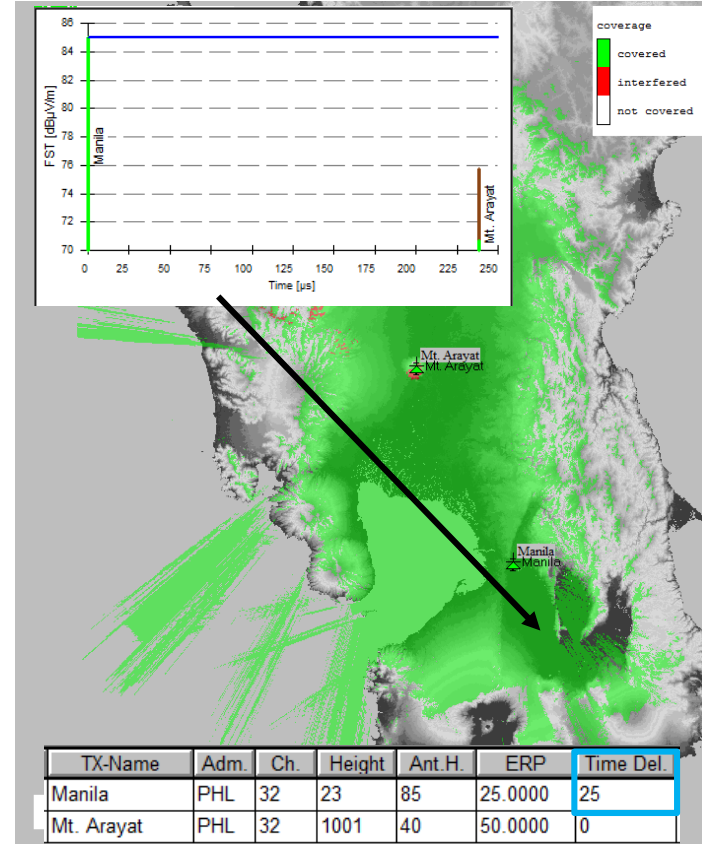 86
84
82
80
78
76
74
72
70
FST [dBµV/m]
Manila
Mt. Arayat
0 25 50 75 100 125 150 175 200 225 250
Time [µs]
coverage
covered
interfered
not covered
Mt. Arayat
Mt. Arayat
Manila
Manila
TX-Name Adm. Ch. Height Ant.H. ERP Time Del.
Manila PHL 32 23 85 25.0000 25
Mt. Arayat PHL 32 1001 40 50.0000 0